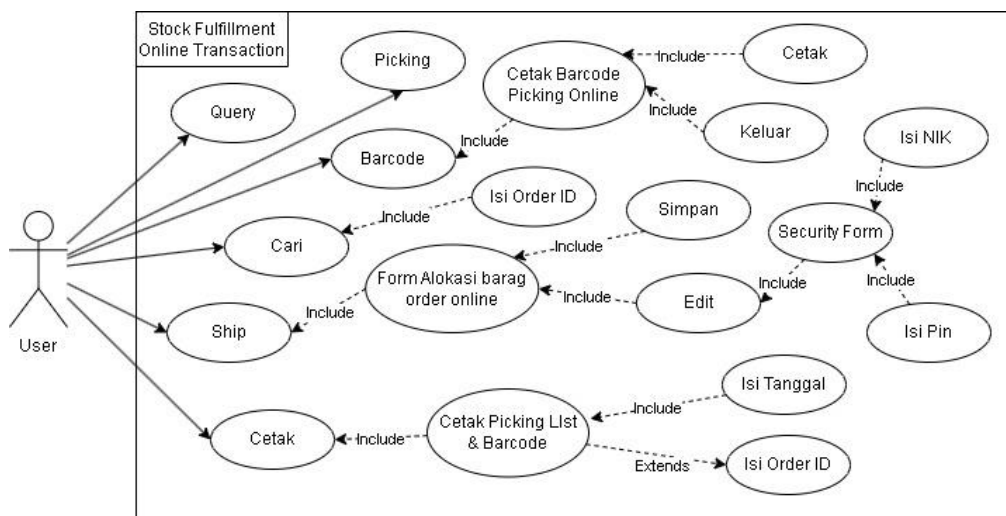 Stock Fulfillment
Online Transaction
Picking
Query
Cetak Barcode
Picking Online
Include
Cetak
Include
Keluar
Include
Barcode
Isi NIK
Include
Isi Order ID
Include
Cari
Simpan
Include
Security Form
Form Alokasi barag
order online
Include
Edit
Include
Include
Isi Pin
Include
Ship
User
Isi Tanggal
Include
Cetak Picking LIst
& Barcode
Include
Cetak
Extends
Isi Order ID